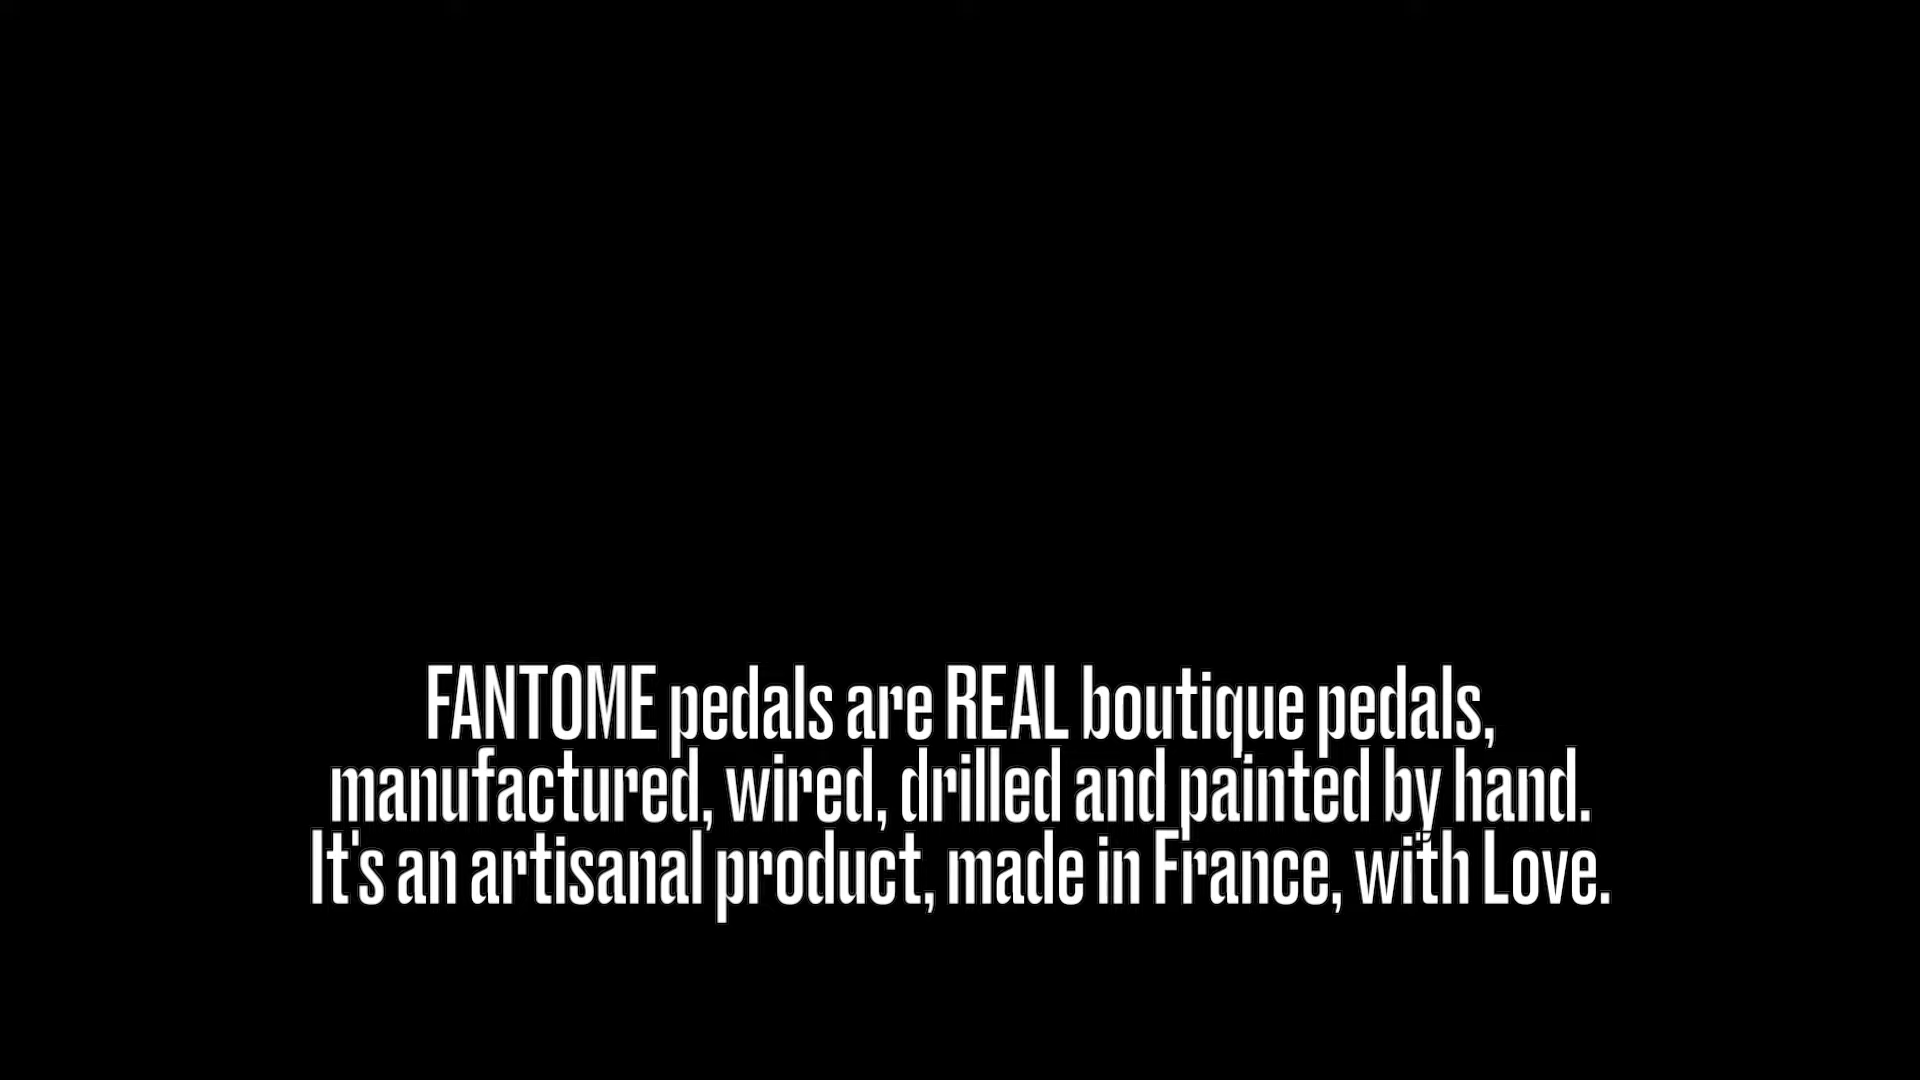 FANTOME pedals are REAL boutique pedals,
manufactured, wired, drilled and painted by hand.
It's an artisanal product, made in France, with Love.